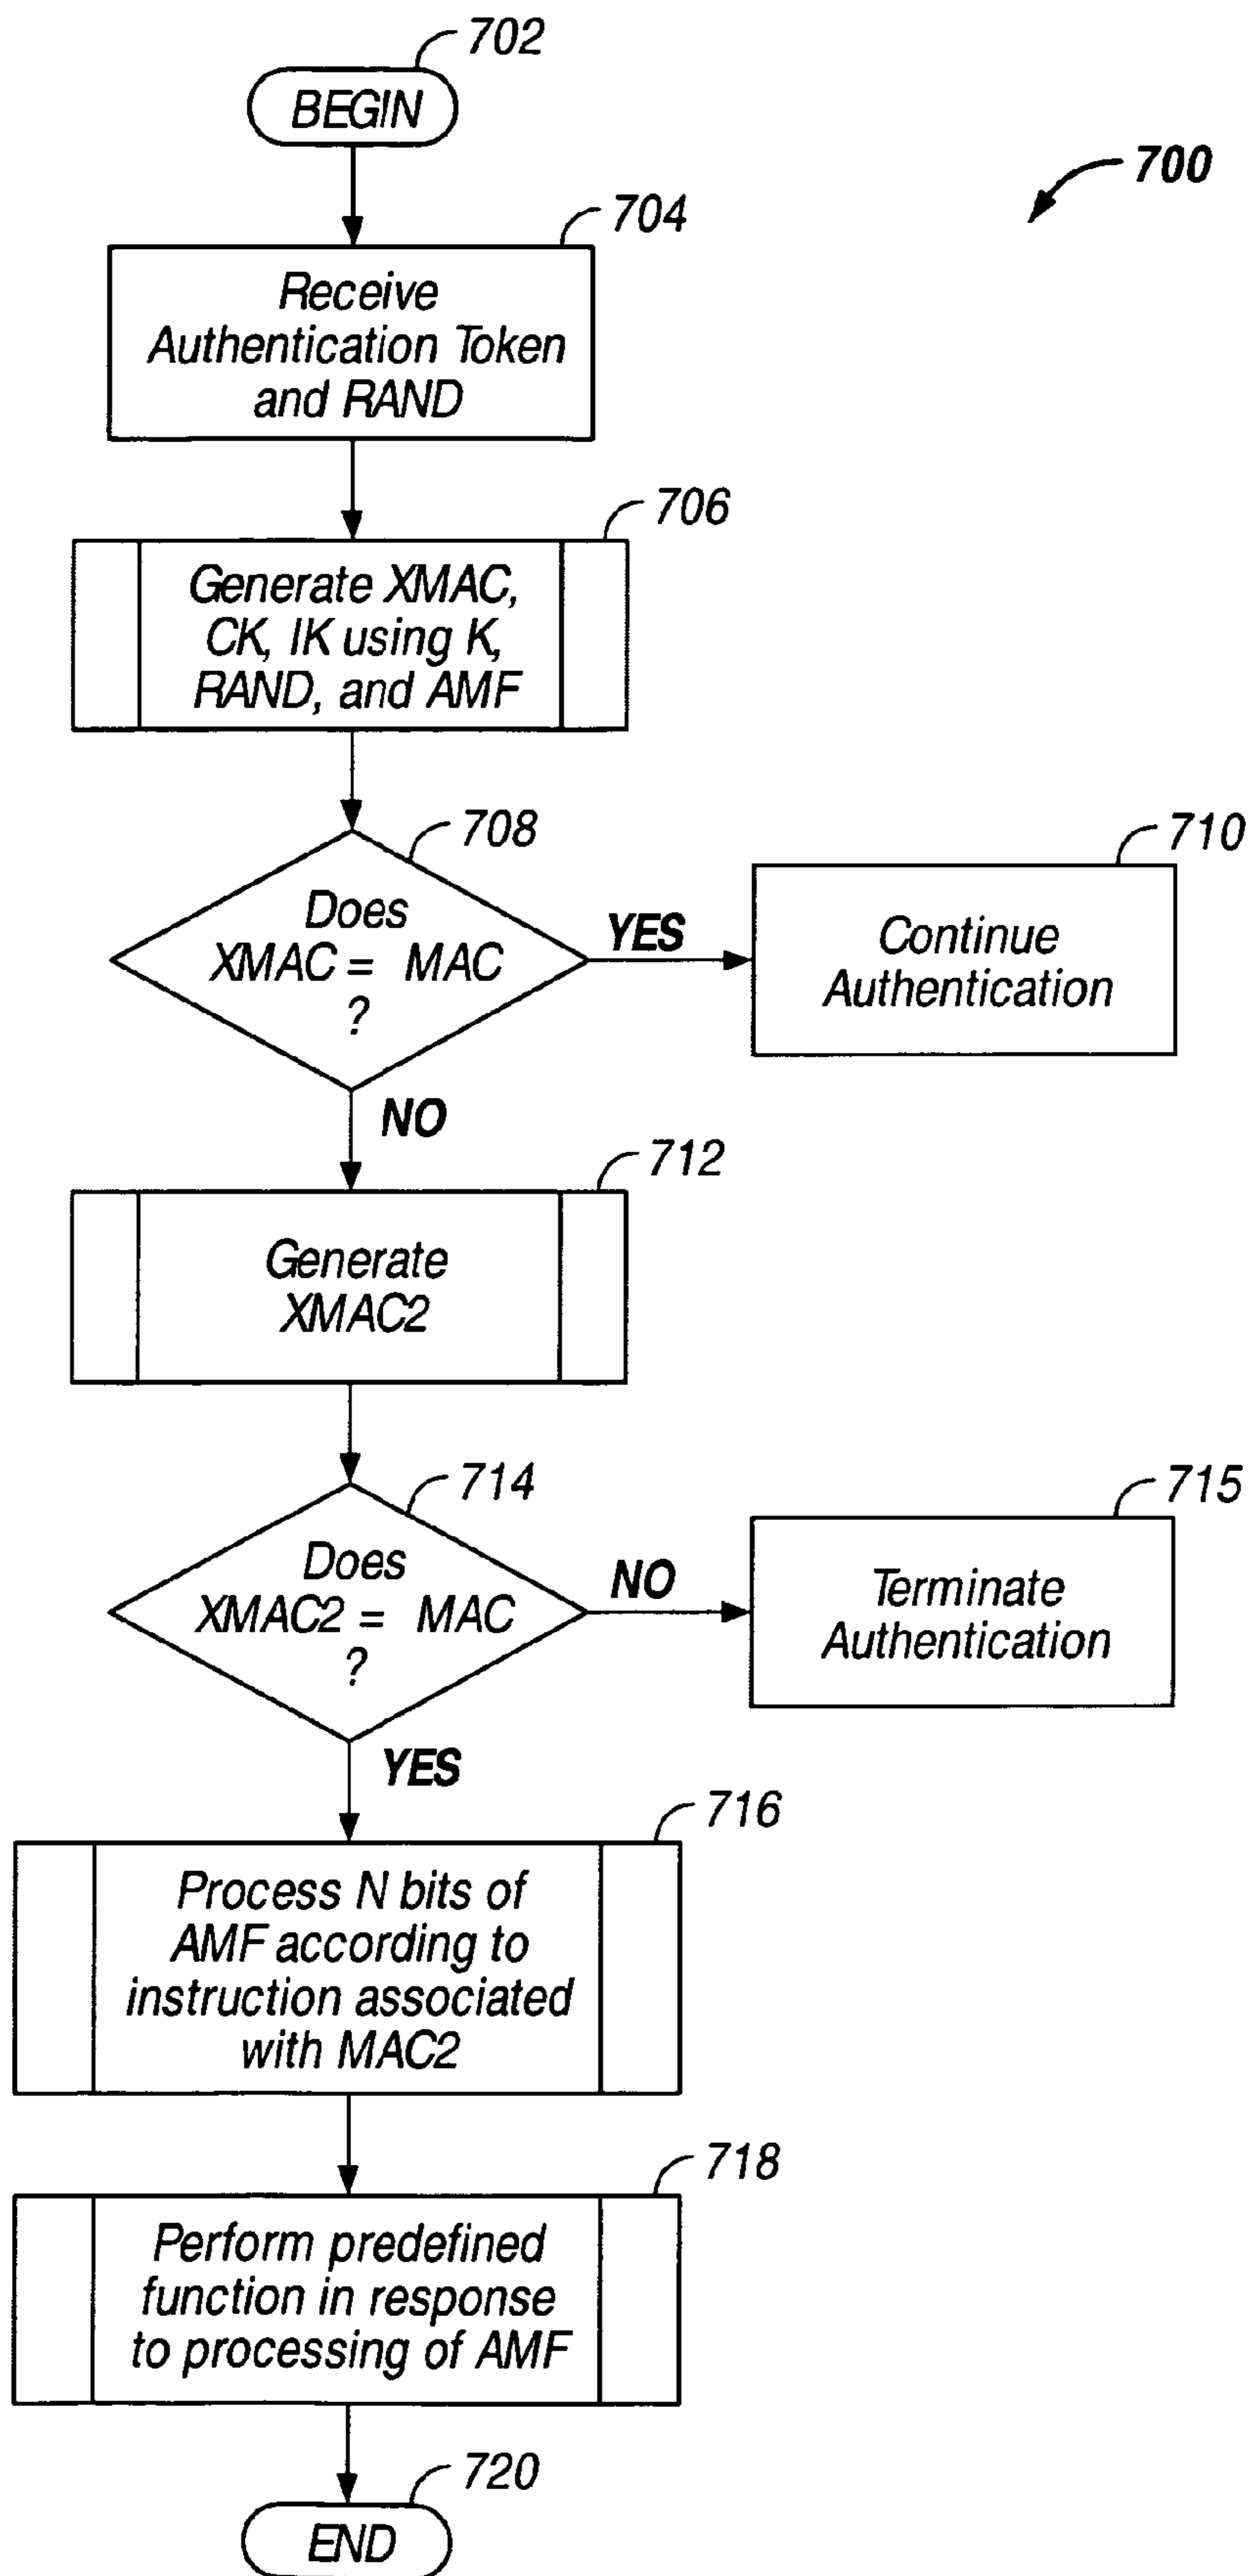 702
BEGIN
700
704
Receive
Authentication Token
and RAND
706
Generate XMAC,
CK, IK using K,
RAND, and AMF
708
Does
XMAC = MAC
?
YES
710
Continue
Authentication
NO
712
Generate
XMAC2
714
Does
XMAC2 = MAC
?
NO
715
Terminate
Authentication
YES
716
Process N bits of
AMF according to
instruction associated
with MAC2
718
Perform predefined
function in response
to processing of AMF
720
END